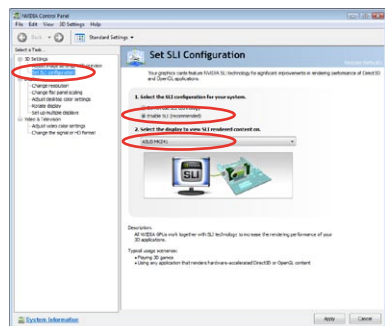 NVIDIA Control Panel
File Edit View 3D Settings Help
Back
Standard Settings
Select a Task...
3D Settings
Set SLI configuration
Change resolution
Change flat panel scaling
Adjust desktop color settings
Rotate display
Set up multiple displays
Video & Television
Adjust video color settings
Change the signal or HD format
System Information
Set SLI Configuration
Your graphics cards feature NVIDIA SLI technology for significant improvements in rendering performance of Direct3D
and OpenGL applications.
1. Select the SLI configuration for your system.
Enable SLI (recommended)
2. Select the display to view SLI rendered content on.
ASUS MK241
SLI
Description:
All NVIDIA GPUs work together with SLI technology to increase the rendering performance of your
3D applications.
Typical usage scenarios:
• Playing 3D games
• Using any application that renders hardware-accelerated Direct3D or OpenGL content
Apply
Cancel